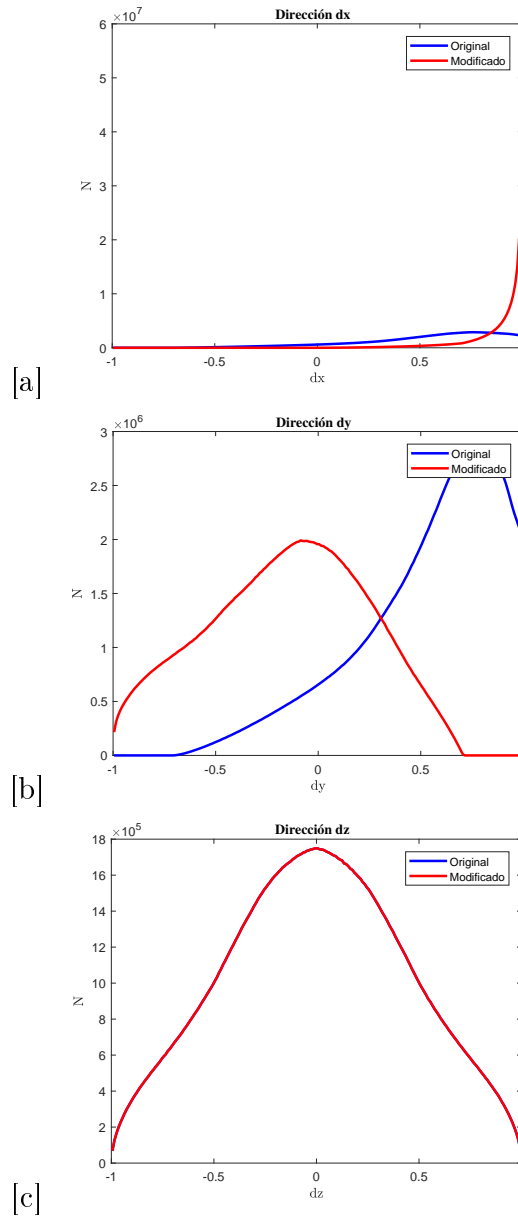 Dirección dx
×10⁷
6
5
4
3
2
1
0
N
-1 -0.5 0 0.5
dx
Original
Modificado
[a]
Dirección dy
×10⁶
3
2.5
2
1.5
1
0.5
0
N
-1 -0.5 0 0.5
dy
Original
Modificado
[b]
Dirección dz
×10⁵
18
16
14
12
10
8
6
4
2
0
N
-1 -0.5 0 0.5
dz
Original
Modificado
[c]